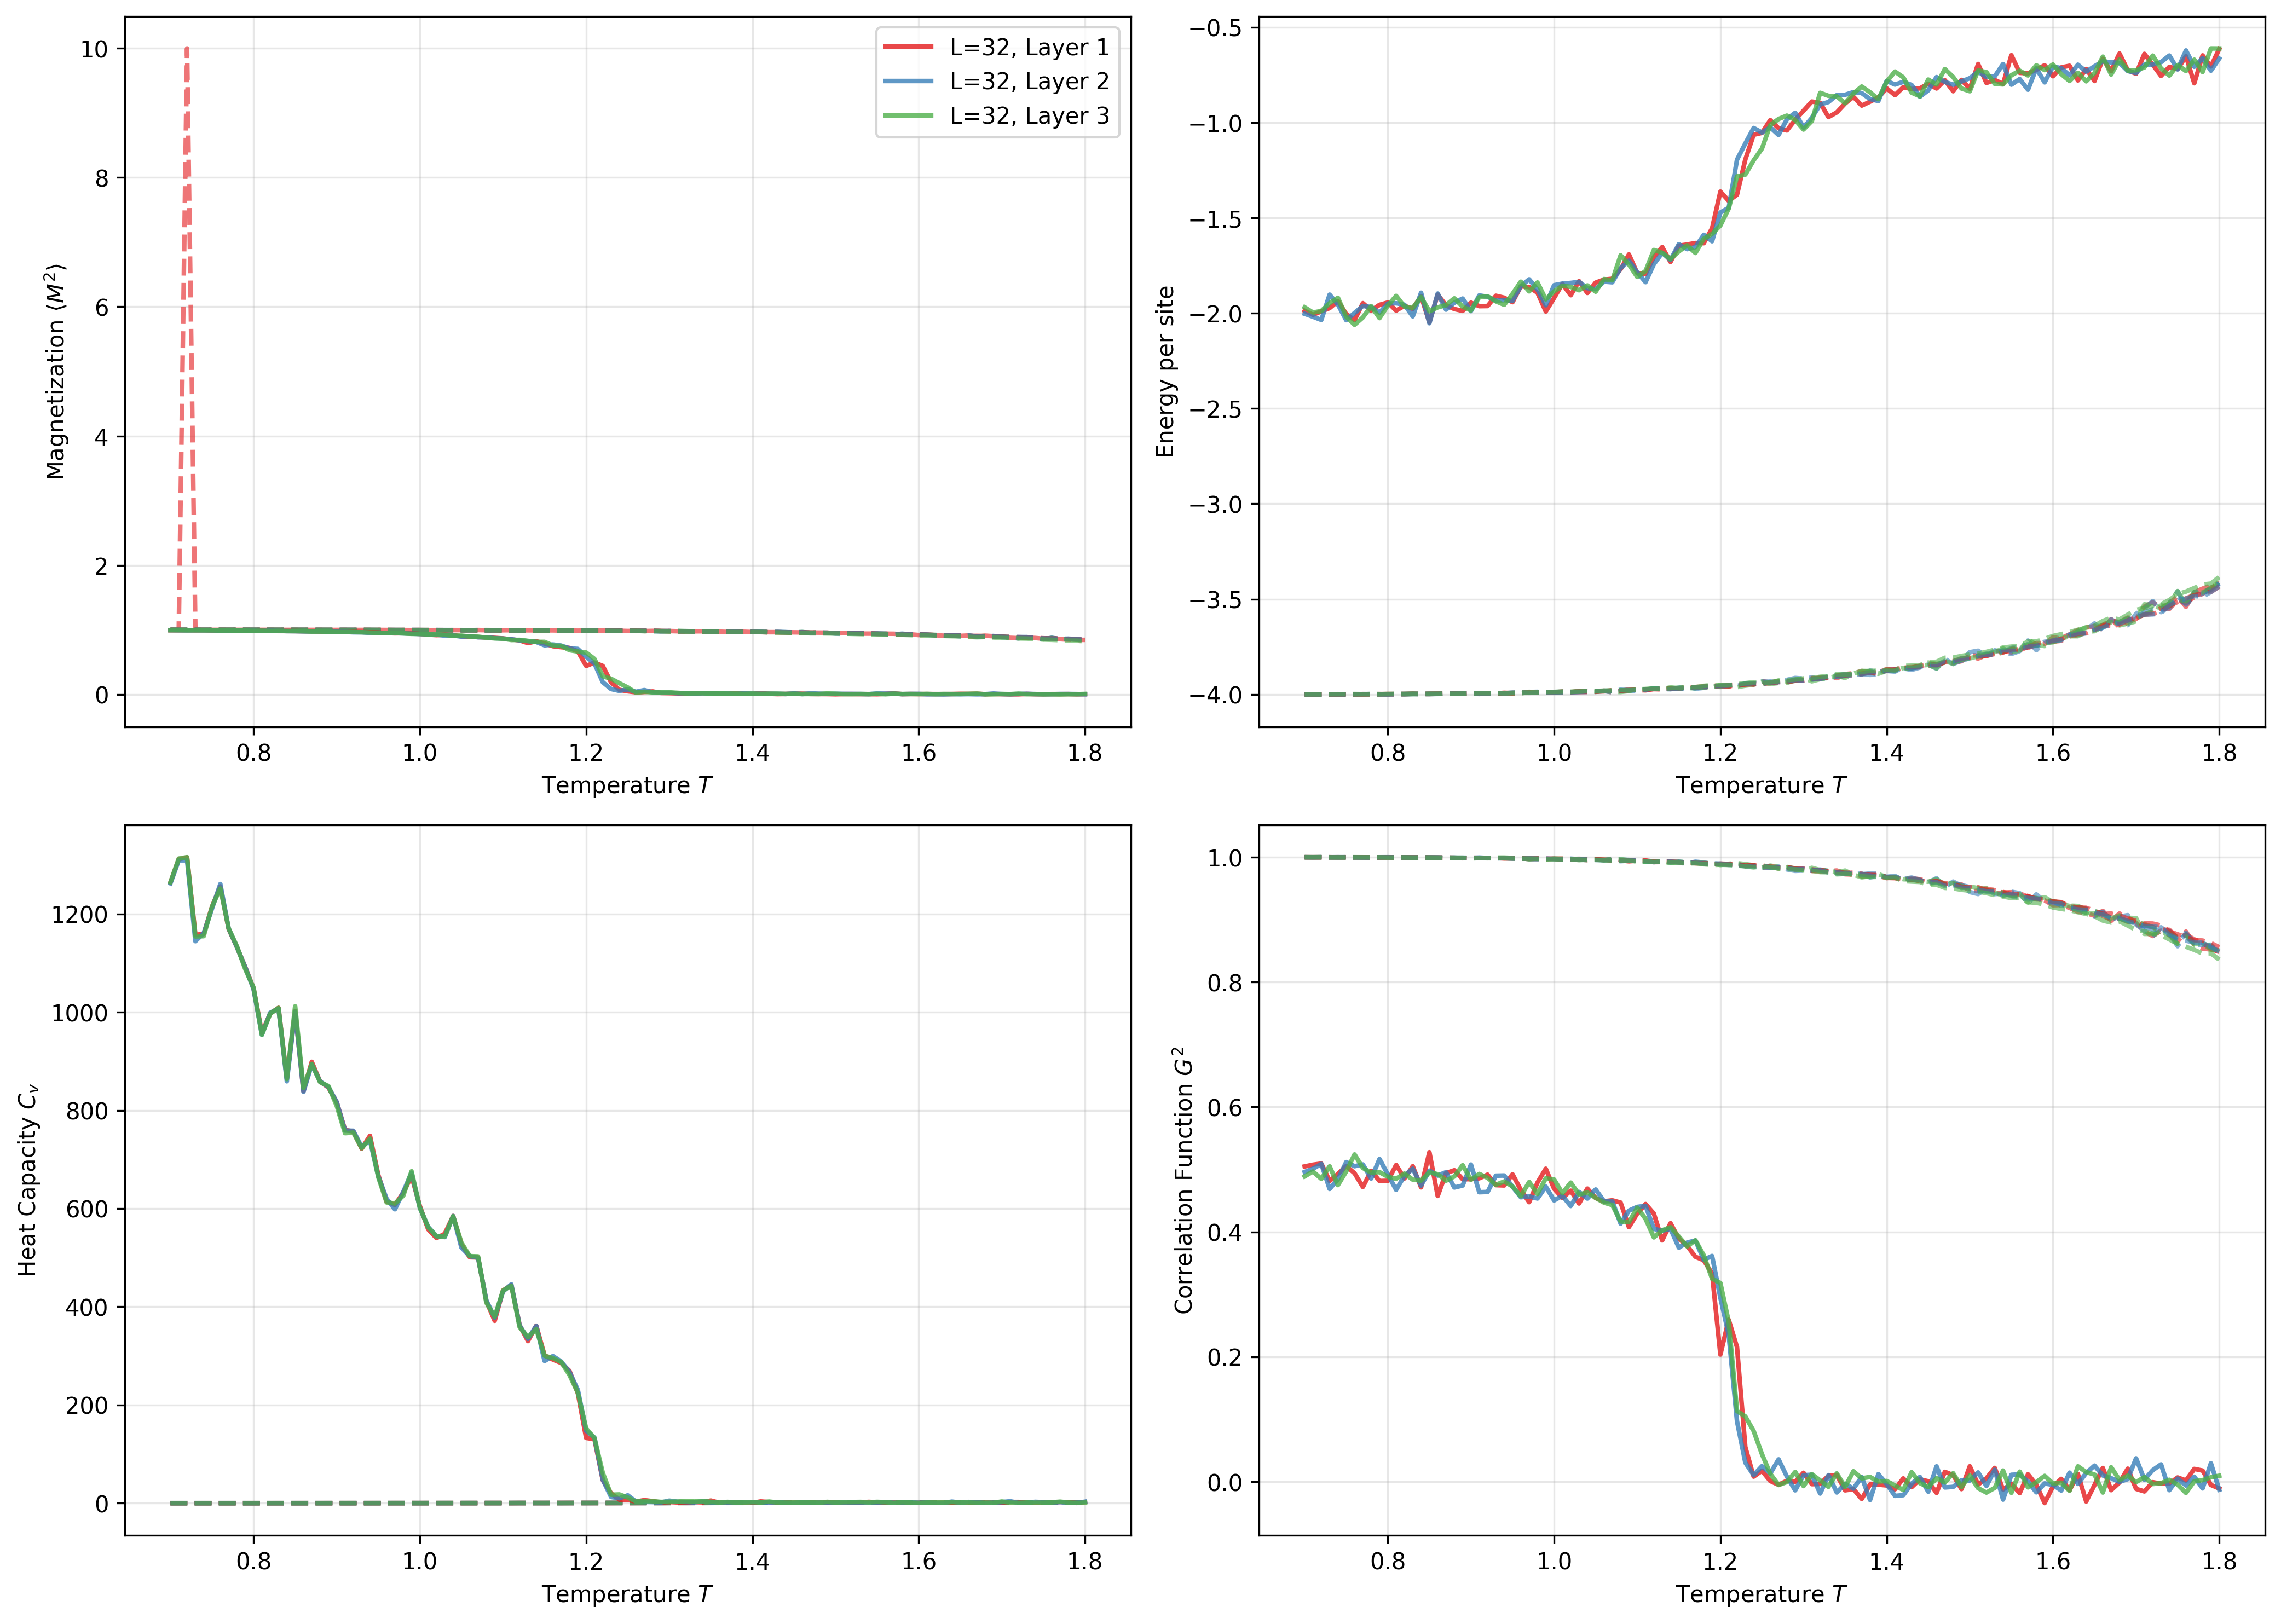 Magnetization ⟨M²⟩
10
8
6
4
2
0
L=32, Layer 1
L=32, Layer 2
L=32, Layer 3
0.8 1.0 1.2 1.4 1.6 1.8
Temperature T
Energy per site
−0.5
−1.0
−1.5
−2.0
−2.5
−3.0
−3.5
−4.0
0.8 1.0 1.2 1.4 1.6 1.8
Temperature T
Heat Capacity Cᵥ
1200
1000
800
600
400
200
0
0.8 1.0 1.2 1.4 1.6 1.8
Temperature T
Correlation Function G²
1.0
0.8
0.6
0.4
0.2
0.0
0.8 1.0 1.2 1.4 1.6 1.8
Temperature T